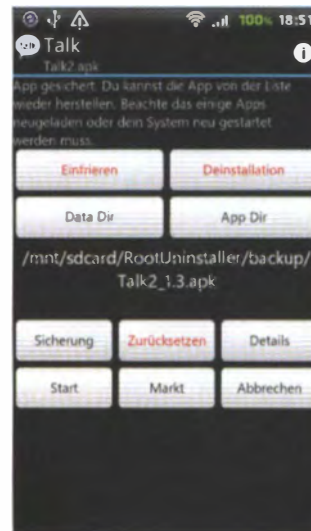 100% 18:51
Talk
Talk2.apk
App gesichert. Du kannst die App von der Liste
wieder herstellen. Beachte das einige Apps
neugeladen oder dein System neu gestartet
werden muss.
Einfrieren
Deinstallation
Data Dir
App Dir
/mnt/sdcard/RootUninstaller/backup/
Talk2_1.3.apk
Sicherung
Zurücksetzen
Details
Start
Markt
Abbrechen